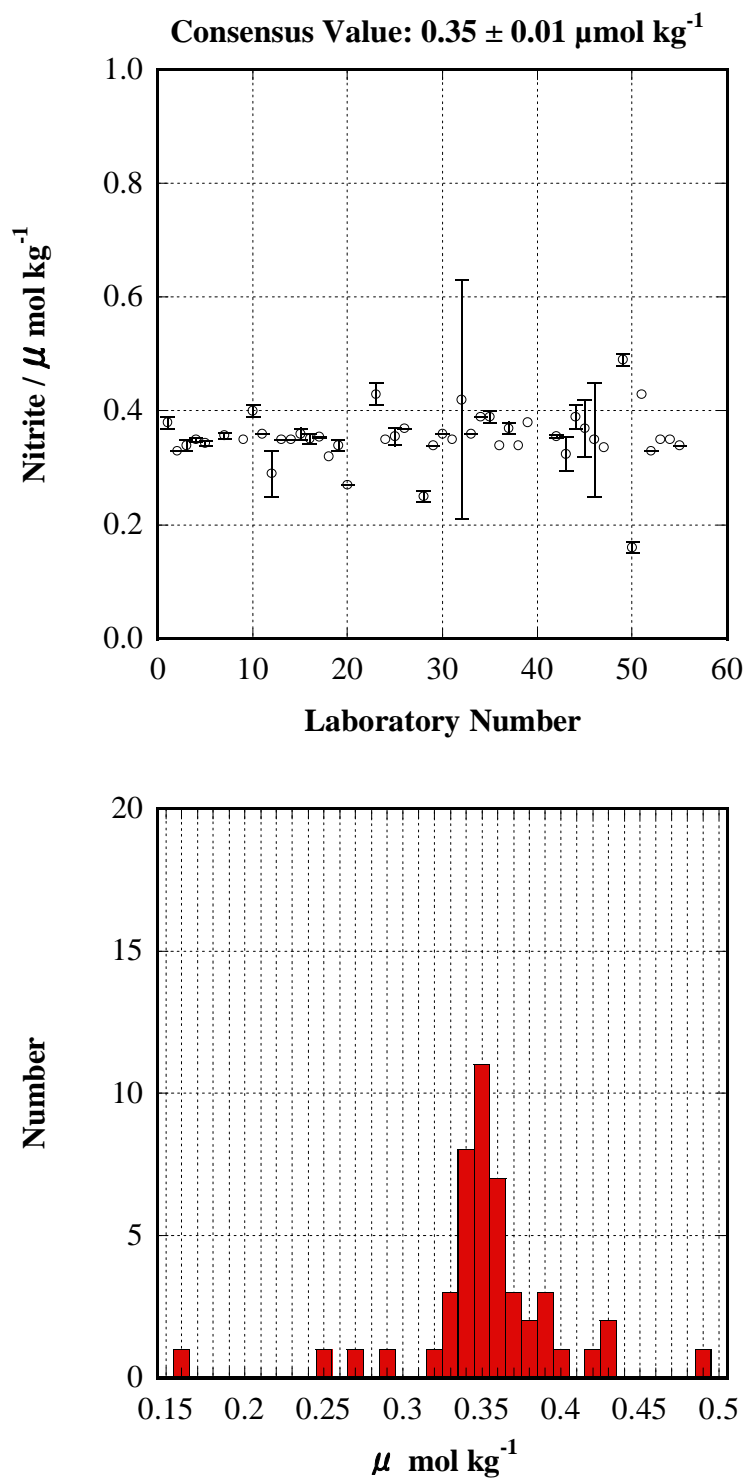 Consensus Value: 0.35 ± 0.01 μmol kg-1
1.0
0.8
0.6
0.4
0.2
0.0
Nitrite / μ mol kg-1
0 10 20 30 40 50 60
Laboratory Number
20
15
10
5
0
Number
0.15 0.2 0.25 0.3 0.35 0.4 0.45 0.5
μ mol kg-1